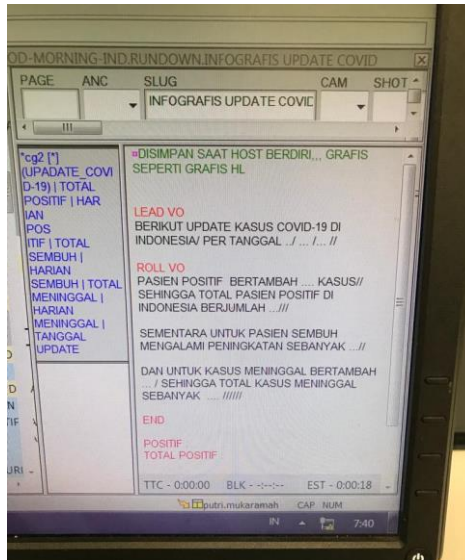 OD-MORNING-IND.RUNDOWN.INFOGRAFIS UPDATE COVID
PAGE ANC SLUG CAM SHOT
INFOGRAFIS UPDATE COVID
*cg2 [*]
(UPADATE_COVI
D-19) | TOTAL
POSITIF | HAR
IAN
POS
ITIF | TOTAL
SEMBUH |
HARIAN
SEMBUH | TOTAL
MENINGGAL |
HARIAN
MENINGGAL |
TANGGAL
UPDATE
DISIMPAN SAAT HOST BERDIRI,,, GRAFIS
SEPERTI GRAFIS HL
LEAD VO
BERIKUT UPDATE KASUS COVID-19 DI
INDONESIA/ PER TANGGAL ../ ... /... //
ROLL VO
PASIEN POSITIF BERTAMBAH .... KASUS//
SEHINGGA TOTAL PASIEN POSITIF DI
INDONESIA BERJUMLAH ...///
SEMENTARA UNTUK PASIEN SEMBUH
MENGALAMI PENINGKATAN SEBANYAK ...//
DAN UNTUK KASUS MENINGGAL BERTAMBAH
... / SEHINGGA TOTAL KASUS MENINGGAL
SEBANYAK .... //////
END
POSITIF
TOTAL POSITIF
TTC - 0:00:00 BLK - -:--:-- EST - 0:00:18
putri.mukaramah CAP NUM
IN 7:40